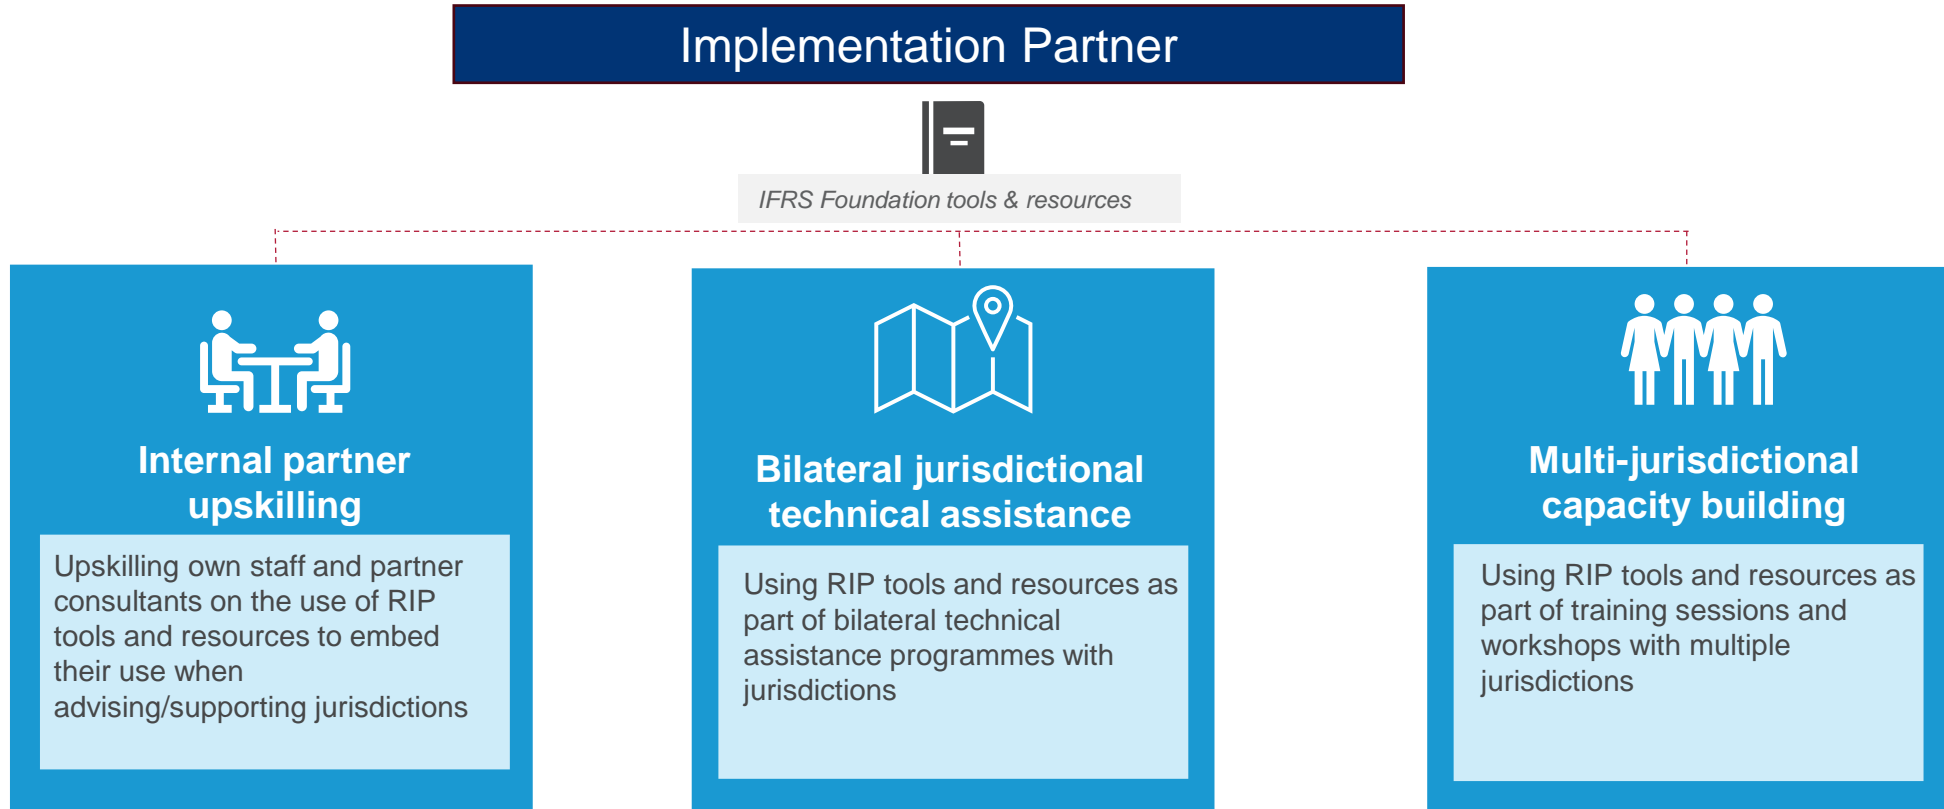 Implementation Partner
IFRS Foundation tools & resources
Internal partner
upskilling
Upskilling own staff and partner
consultants on the use of RIP
tools and resources to embed
their use when
advising/supporting jurisdictions
Bilateral jurisdictional
technical assistance
Using RIP tools and resources as
part of bilateral technical
assistance programmes with
jurisdictions
Multi-jurisdictional
capacity building
Using RIP tools and resources as
part of training sessions and
workshops with multiple
jurisdictions